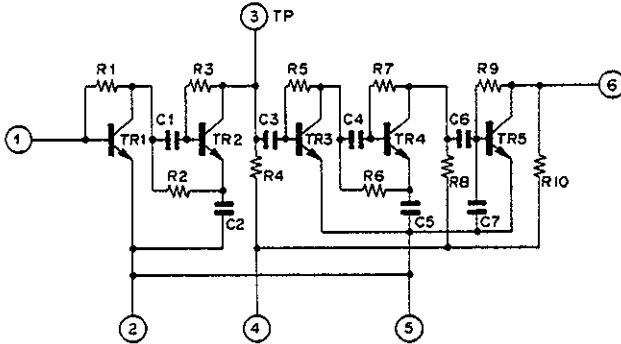 3 TP
R1 R3 R5 R7 R9
6
C1 C3 C4 C6
1 TR1 TR2 TR3 TR4 TR5
R4 R8 R10
R2 R6
C2 C5 C7
2 4 5